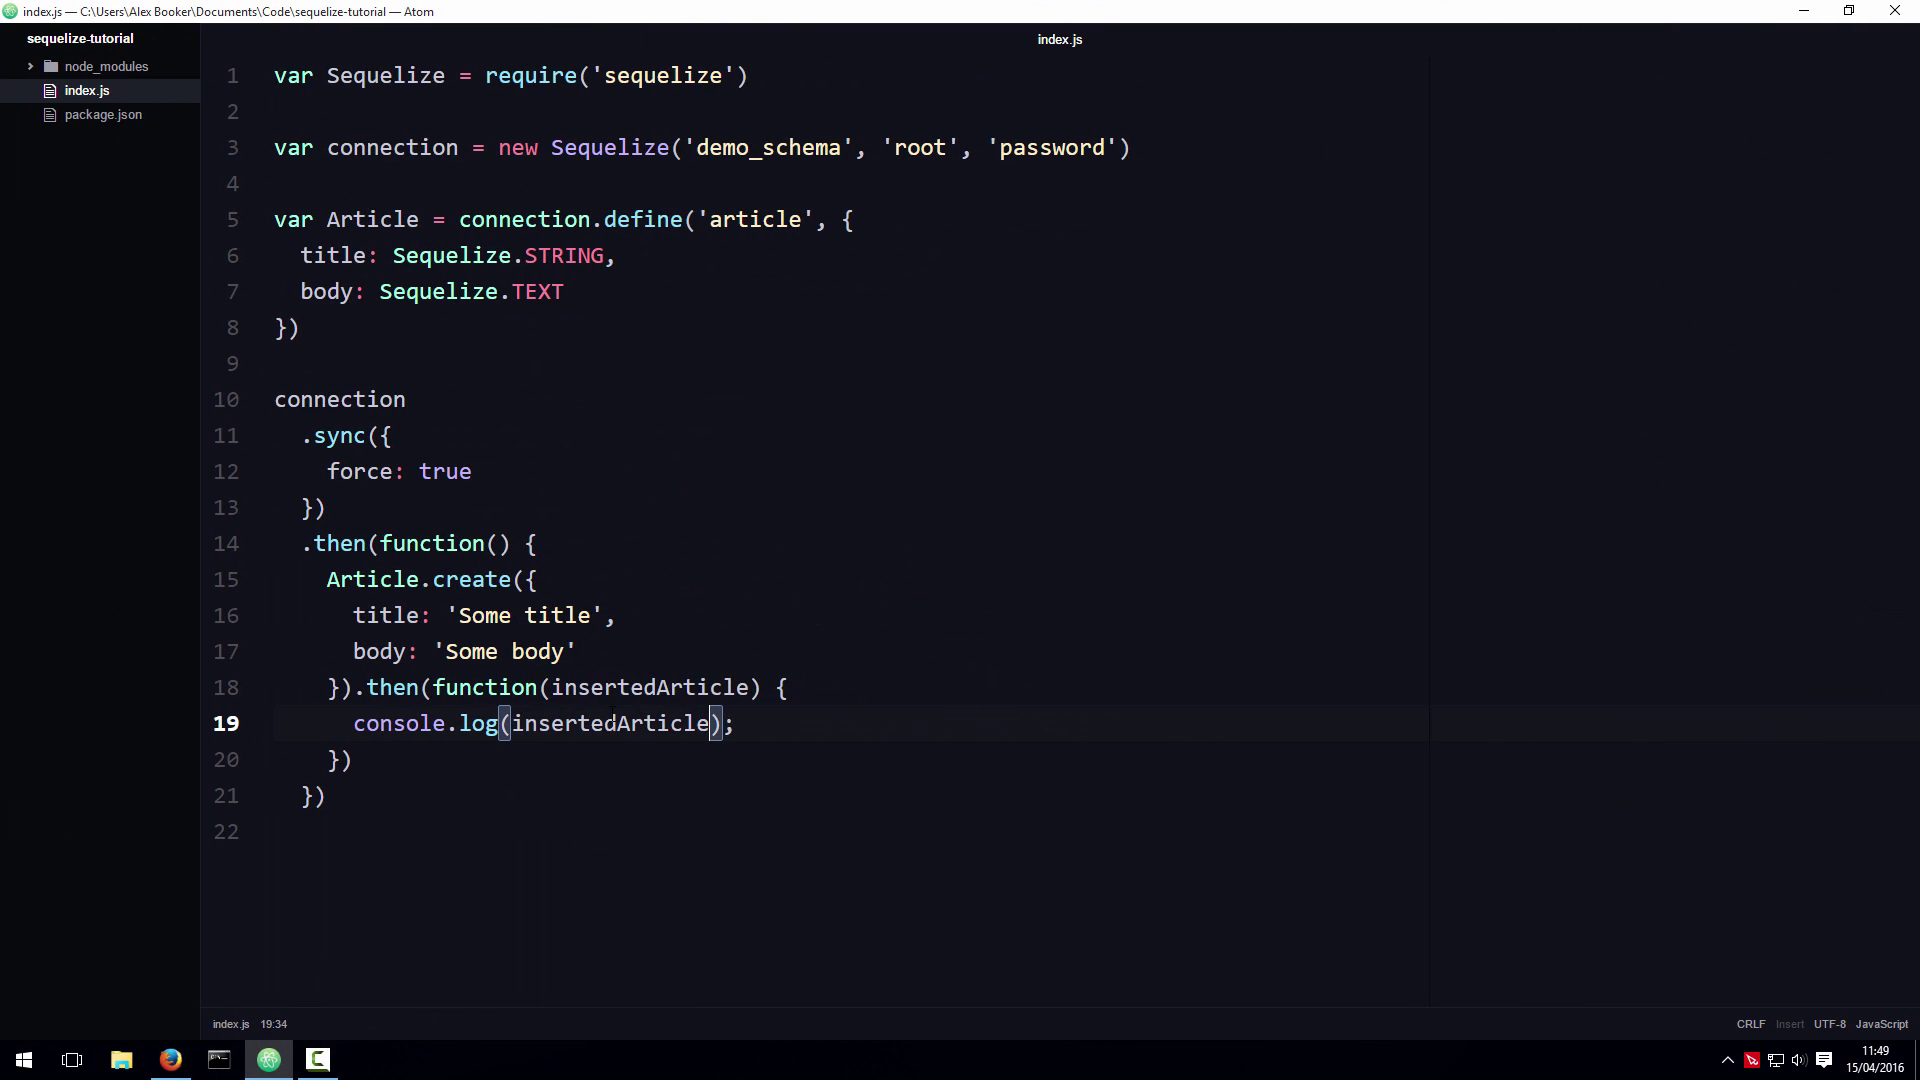 index.js — C:\Users\Alex Booker\Documents\Code\sequelize-tutorial — Atom
sequelize-tutorial
node_modules
index.js
package.json
index.js
1 var Sequelize = require('sequelize')
2
3 var connection = new Sequelize('demo_schema', 'root', 'password')
4
5 var Article = connection.define('article', {
6   title: Sequelize.STRING,
7   body: Sequelize.TEXT
8 })
9
10 connection
11   .sync({
12     force: true
13   })
14   .then(function() {
15     Article.create({
16       title: 'Some title',
17       body: 'Some body'
18     }).then(function(insertedArticle) {
19       console.log(insertedArticle);
20     })
21   })
22
index.js 19:34
CRLF Insert UTF-8 JavaScript
11:49
15/04/2016